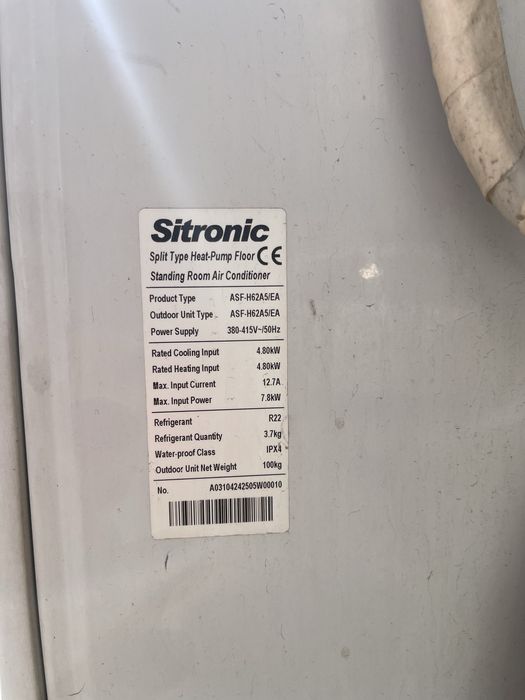 Sitronic
Split Type Heat-Pump Floor CE
Standing Room Air Conditioner
Product Type ASF-H62A5/EA
Outdoor Unit Type ASF-H62A5/EA
Power Supply 380-415V~/50Hz
Rated Cooling Input 4.80kW
Rated Heating Input 4.80kW
Max. Input Current 12.7A
Max. Input Power 7.8kW
Refrigerant R22
Refrigerant Quantity 3.7kg
Water-proof Class IPX4
Outdoor Unit Net Weight 100kg
No. A03104242505W00010